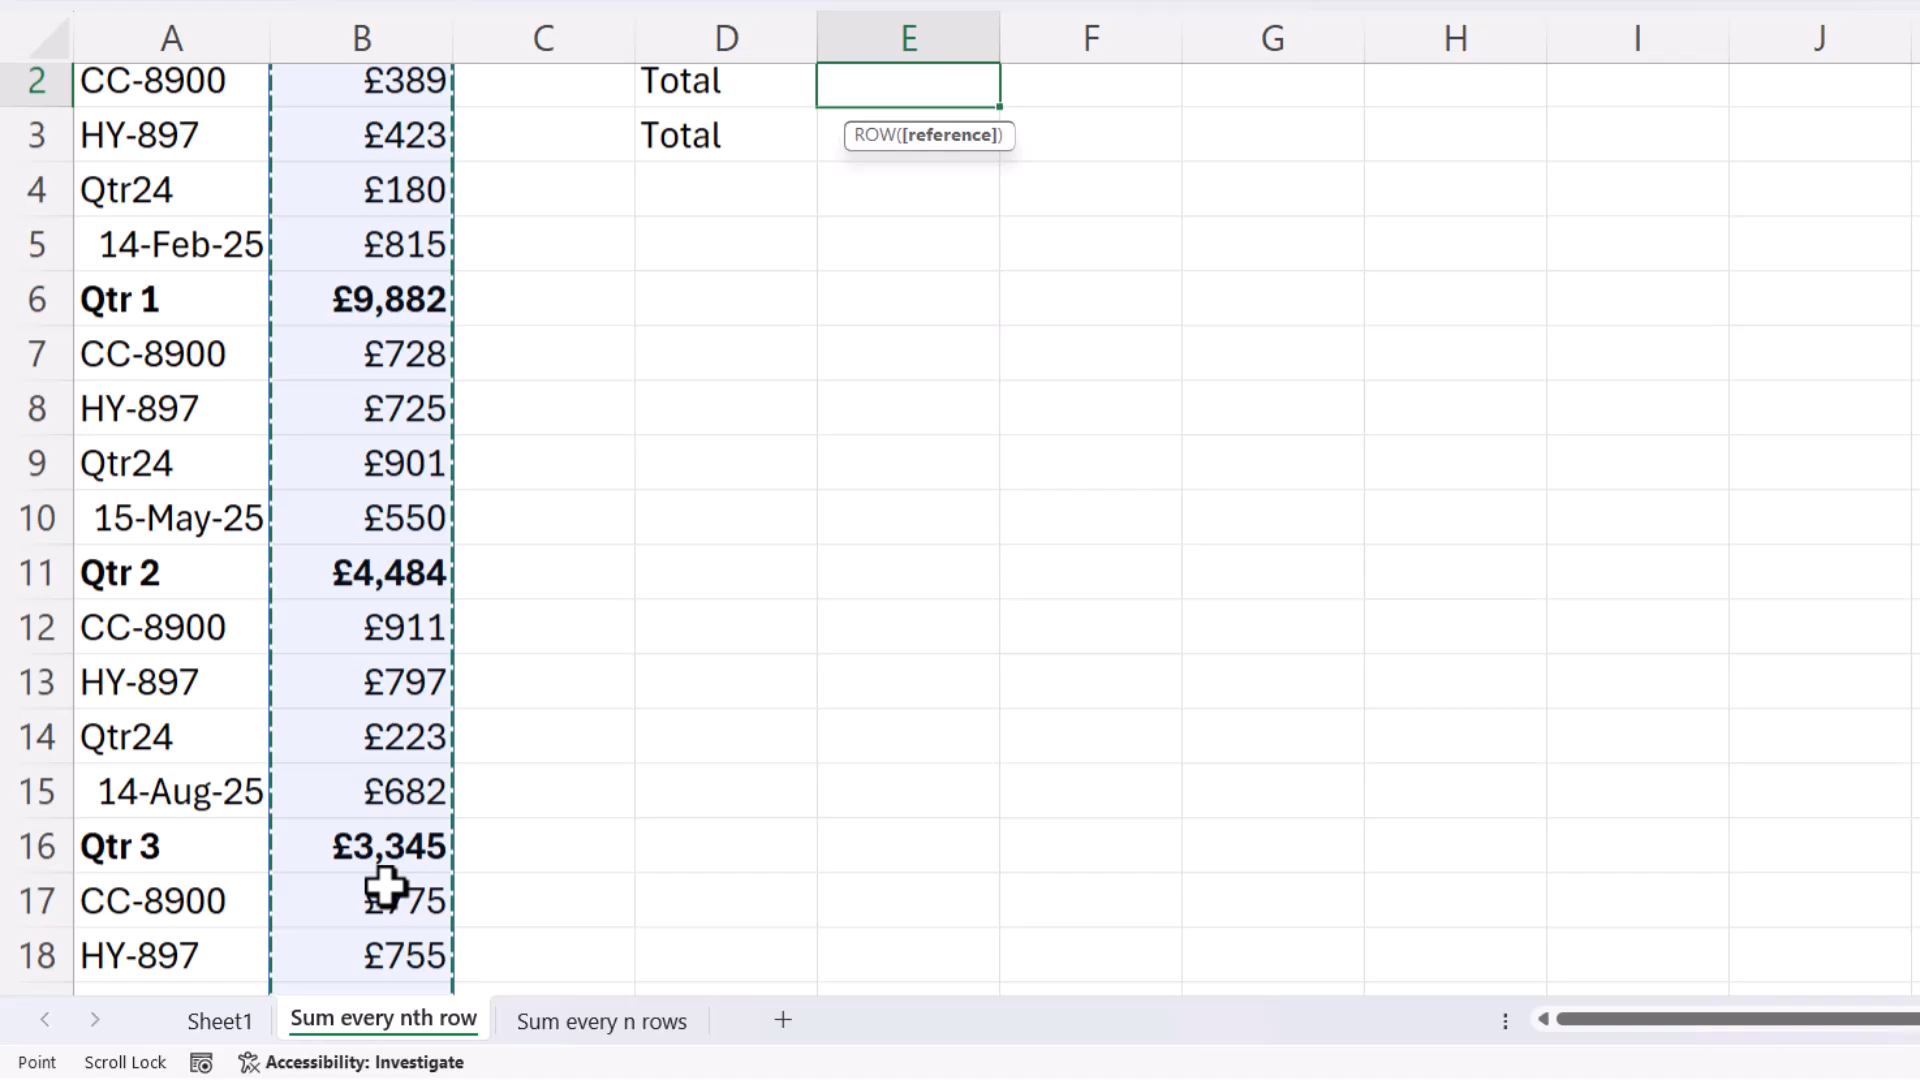 A B C D E F G H I J
2 CC-8900 £389 Total
3 HY-897 £423 Total ROW([reference])
4 Qtr24 £180
5 14-Feb-25 £815
6 Qtr 1 £9,882
7 CC-8900 £728
8 HY-897 £725
9 Qtr24 £901
10 15-May-25 £550
11 Qtr 2 £4,484
12 CC-8900 £911
13 HY-897 £797
14 Qtr24 £223
15 14-Aug-25 £682
16 Qtr 3 £3,345
17 CC-8900
18 HY-897 £755
Sheet1 Sum every nth row Sum every n rows
Point Scroll Lock Accessibility: Investigate